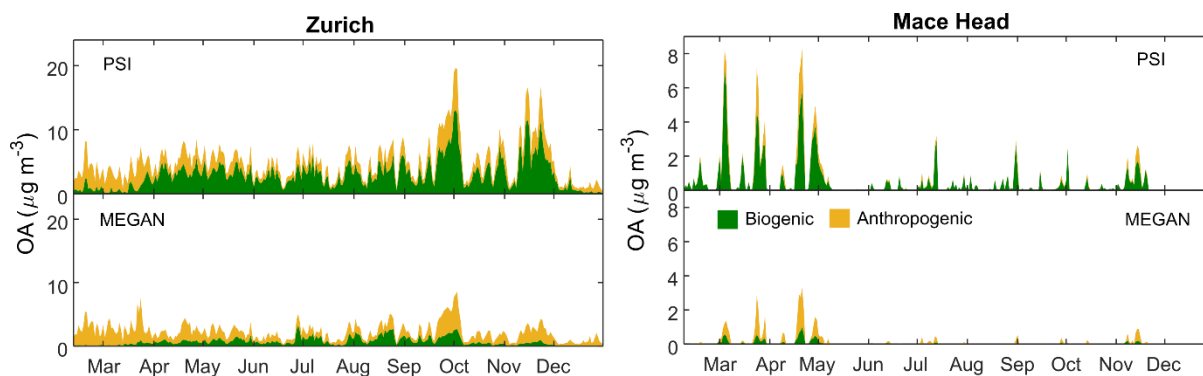 Zurich
PSI
20
10
0
MEGAN
20
10
0
OA (μg m⁻³)
Mar Apr May Jun Jul Aug Sep Oct Nov Dec
Mace Head
PSI
8
6
4
2
0
Biogenic Anthropogenic MEGAN
8
6
4
2
0
OA (μg m⁻³)
Mar Apr May Jun Jul Aug Sep Oct Nov Dec